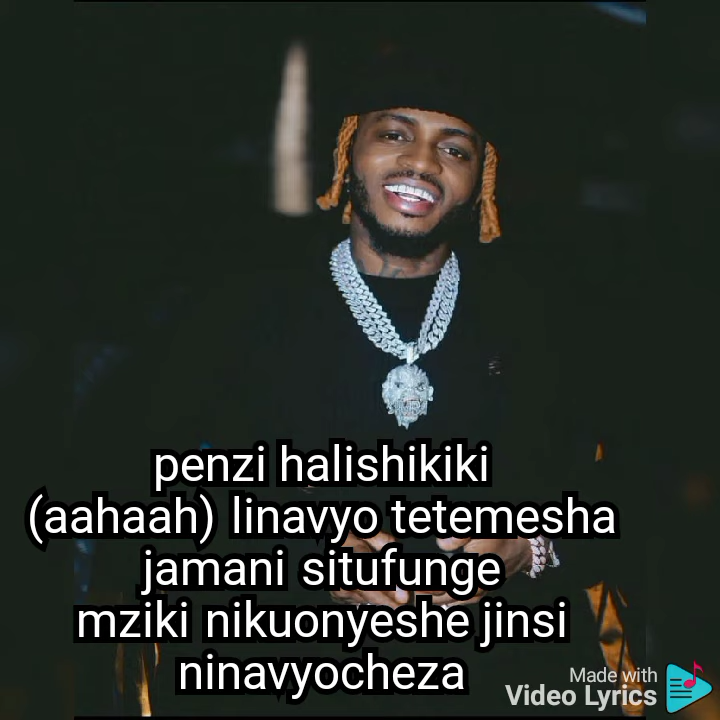 penzi halishikiki
(aahaah) linavyo tetemesha
jamani situfunge
mziki nikuonyeshe jinsi
ninavyocheza
Made with
Video Lyrics